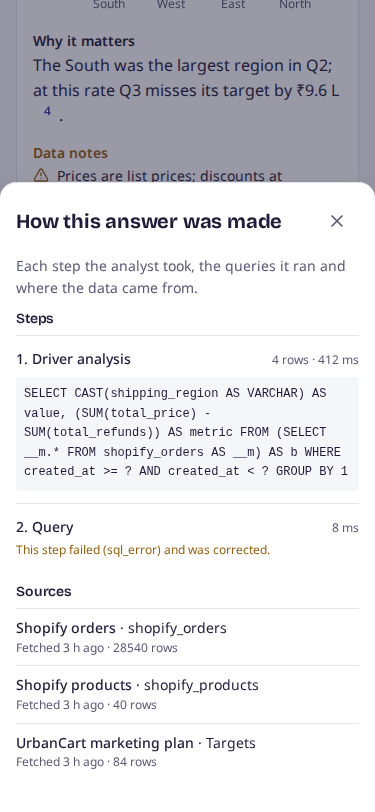 South West East North
Why it matters
The South was the largest region in Q2;
at this rate Q3 misses its target by ₹9.6 L
4 .
Data notes
Prices are list prices; discounts at
How this answer was made
Each step the analyst took, the queries it ran and
where the data came from.
Steps
1. Driver analysis 4 rows · 412 ms
SELECT CAST(shipping_region AS VARCHAR) AS
value, (SUM(total_price) -
SUM(total_refunds)) AS metric FROM (SELECT
__m.* FROM shopify_orders AS __m) AS b WHERE
created_at >= ? AND created_at < ? GROUP BY 1
2. Query 8 ms
This step failed (sql_error) and was corrected.
Sources
Shopify orders · shopify_orders
Fetched 3 h ago · 28540 rows
Shopify products · shopify_products
Fetched 3 h ago · 40 rows
UrbanCart marketing plan · Targets
Fetched 3 h ago · 84 rows